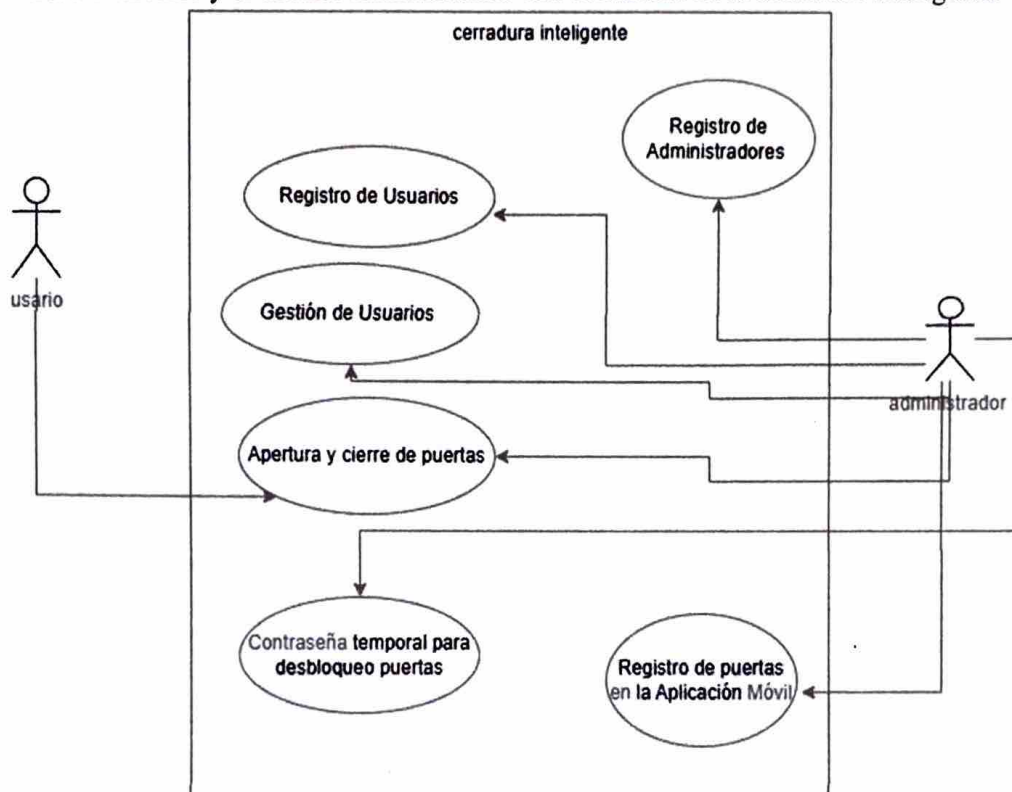 cerradura inteligente
Registro de
Administradores
Registro de Usuarios
usario
Gestión de Usuarios
administrador
Apertura y cierre de puertas
Contraseña temporal para
desbloqueo puertas
Registro de puertas
en la Aplicación Móvil